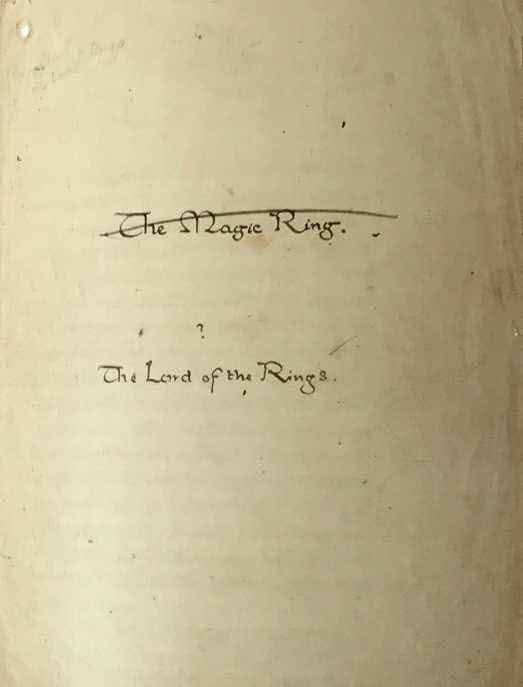 The Magic Ring.
?
The Lord of the Rings.